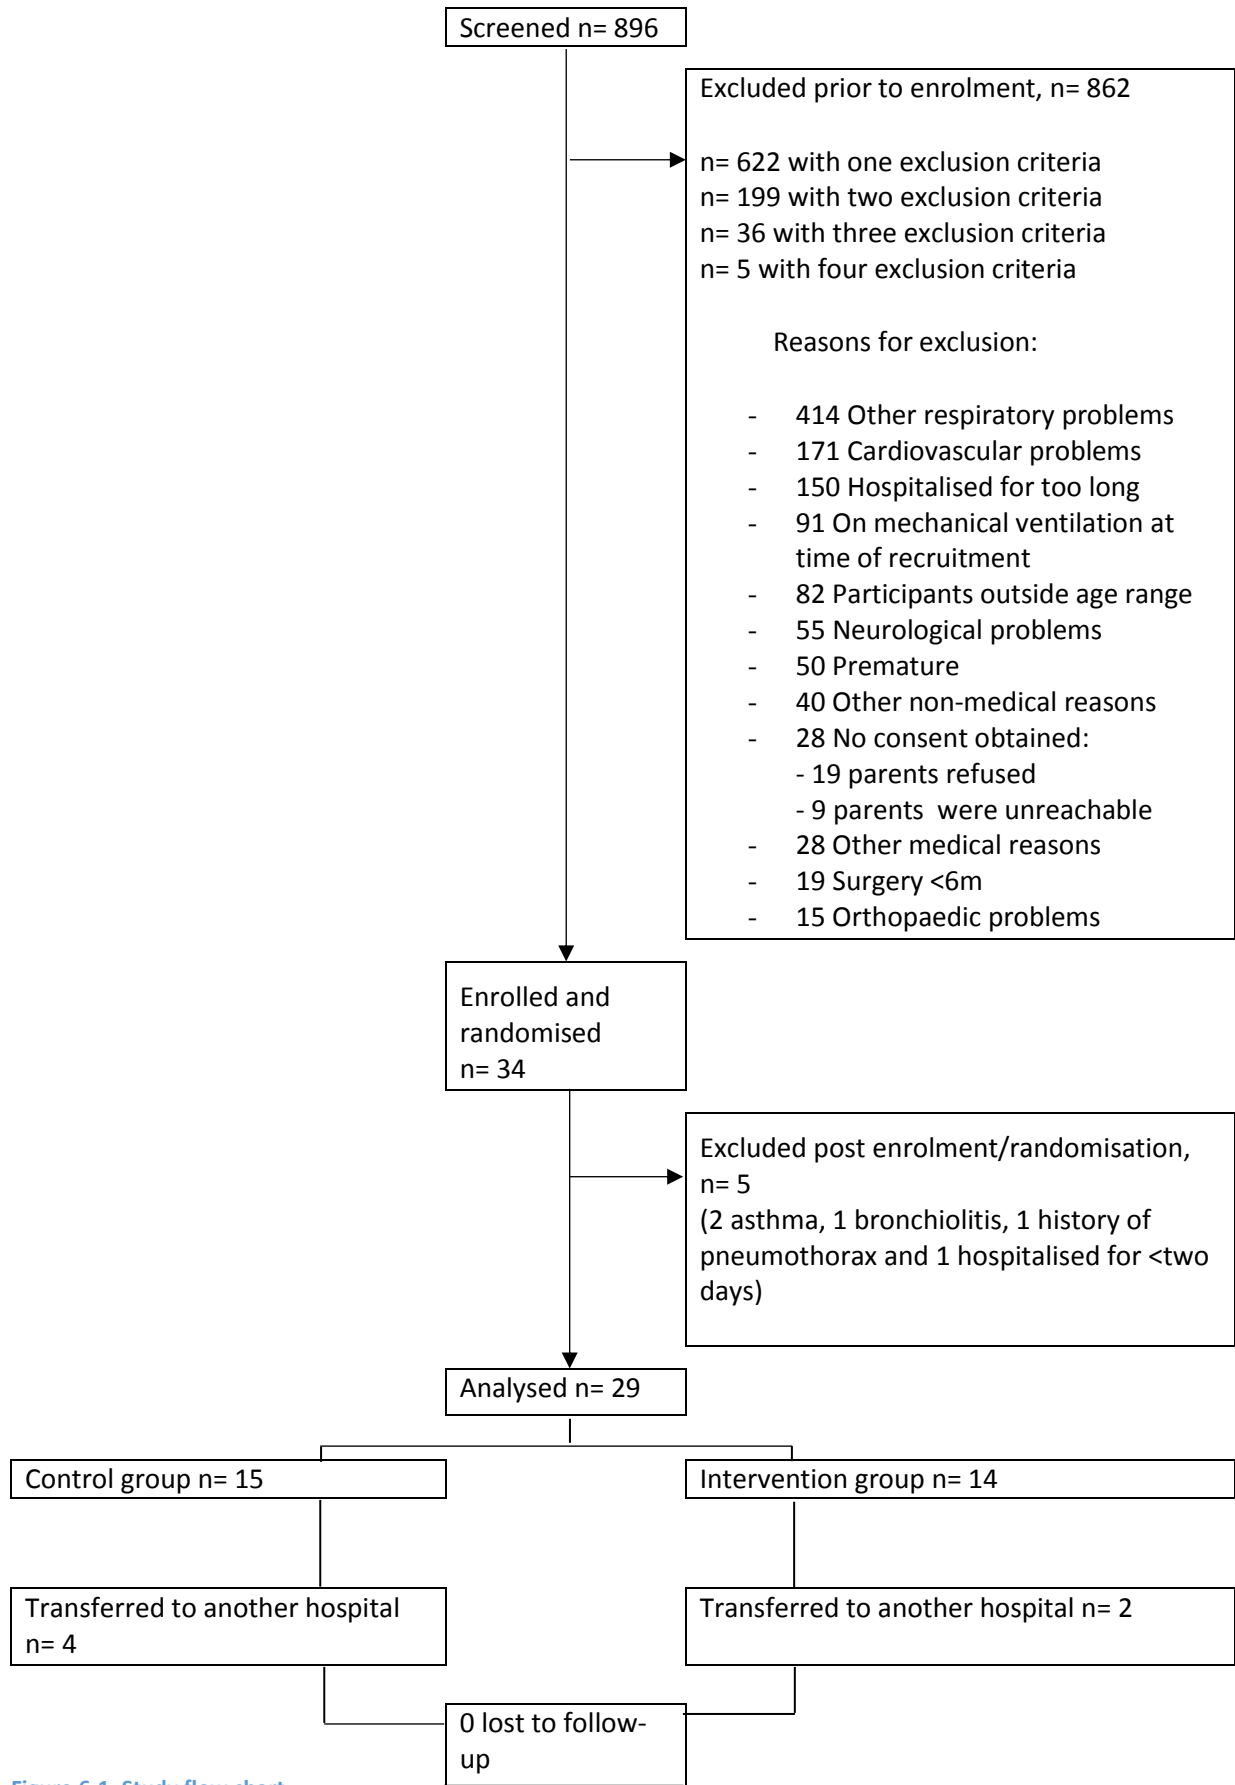 Screened n= 896
Excluded prior to enrolment, n= 862
n= 622 with one exclusion criteria
n= 199 with two exclusion criteria
n= 36 with three exclusion criteria
n= 5 with four exclusion criteria
Reasons for exclusion:
- 414 Other respiratory problems
- 171 Cardiovascular problems
- 150 Hospitalised for too long
- 91 On mechanical ventilation at
time of recruitment
- 82 Participants outside age range
- 55 Neurological problems
- 50 Premature
- 40 Other non-medical reasons
- 28 No consent obtained:
- 19 parents refused
- 9 parents were unreachable
- 28 Other medical reasons
- 19 Surgery <6m
- 15 Orthopaedic problems
Enrolled and
randomised
n= 34
Excluded post enrolment/randomisation,
n= 5
(2 asthma, 1 bronchiolitis, 1 history of
pneumothorax and 1 hospitalised for <two
days)
Analysed n= 29
Control group n= 15
Intervention group n= 14
Transferred to another hospital
n= 4
Transferred to another hospital n= 2
0 lost to follow-
up
Figure 6.1. Study flow chart